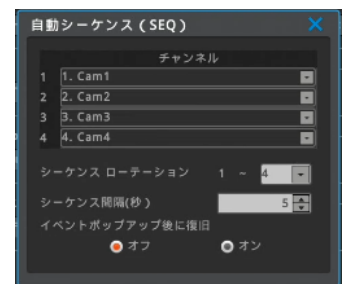 自動シーケンス(SEQ)
チャンネル
1 1. Cam1
2 2. Cam2
3 3. Cam3
4 4. Cam4
シーケンス ローテーション 1 ~ 4
シーケンス間隔(秒) 5
イベントポップアップ後に復旧
オフ オン